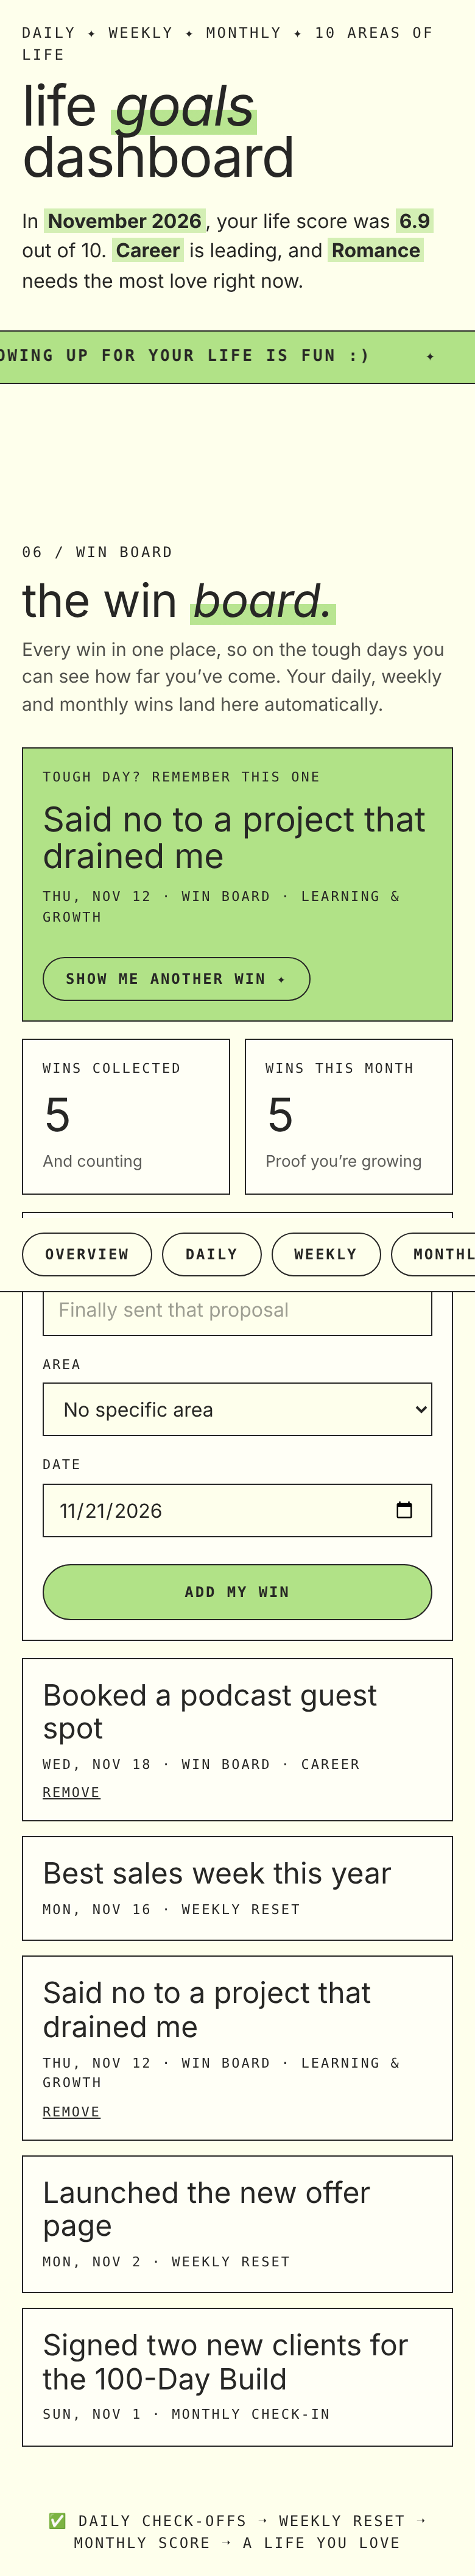 DAILY ✦ WEEKLY ✦ MONTHLY ✦ 10 AREAS OF
LIFE
life goals
dashboard
In November 2026, your life score was 6.9
out of 10. Career is leading, and Romance
needs the most love right now.
UP FOR YOUR LIFE IS FUN :) ✦
06 / WIN BOARD
the win board.
Every win in one place, so on the tough days you
can see how far you’ve come. Your daily, weekly
and monthly wins land here automatically.
TOUGH DAY? REMEMBER THIS ONE
Said no to a project that
drained me
THU, NOV 12 · WIN BOARD · LEARNING &
GROWTH
SHOW ME ANOTHER WIN ✦
WINS COLLECTED
5
And counting
WINS THIS MONTH
5
Proof you’re growing
OVERVIEW DAILY WEEKLY
Finally sent that proposal
AREA
No specific area
DATE
11/21/2026
ADD MY WIN
Booked a podcast guest
spot
WED, NOV 18 · WIN BOARD · CAREER
REMOVE
Best sales week this year
MON, NOV 16 · WEEKLY RESET
Said no to a project that
drained me
THU, NOV 12 · WIN BOARD · LEARNING &
GROWTH
REMOVE
Launched the new offer
page
MON, NOV 2 · WEEKLY RESET
Signed two new clients for
the 100-Day Build
SUN, NOV 1 · MONTHLY CHECK-IN
✅ DAILY CHECK-OFFS → WEEKLY RESET →
MONTHLY SCORE → A LIFE YOU LOVE